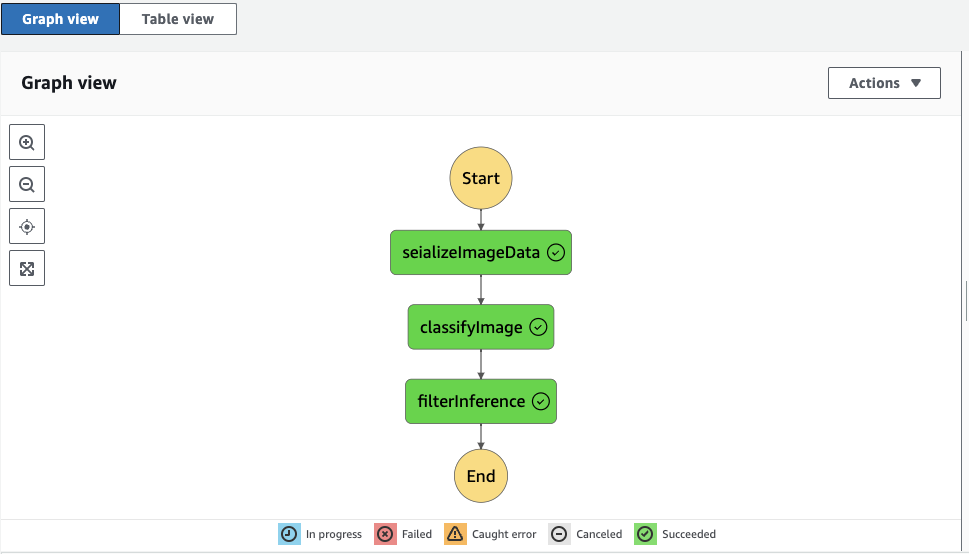 Graph view Table view
Graph view Actions
Start
seializeImageData
classifyImage
filterInference
End
In progress Failed Caught error Canceled Succeeded